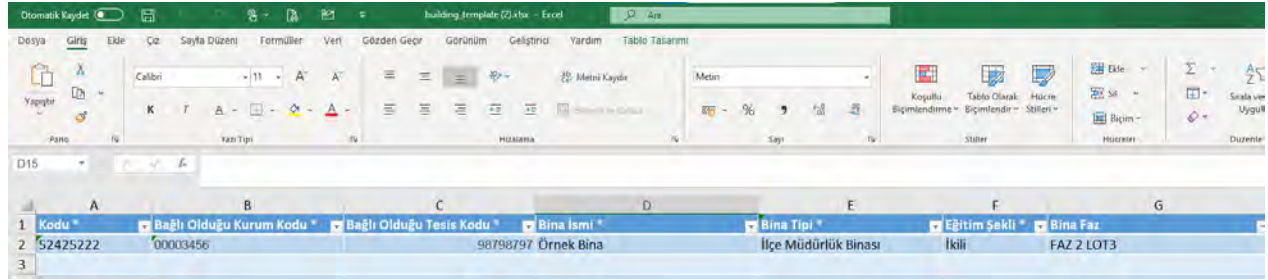 Otomatik Kaydet building_template (2).xlsx - Excel Ara
Dosya Giriş Ekle Çiz Sayfa Düzeni Formüller Veri Gözden Geçir Görünüm Geliştirici Yardım Tablo Tasarımı
Yapıştır Calibri 11 A A Metni Kaydır Metin Koşullu Biçimlendirme Tablo Olarak Biçimlendir Hücre Stilleri Ekle Sil Biçim
K T A A %
Pano Yazı Tipi Hizalama Sayı Stiller Hücreler
D15 fx
A B C D E F G
1 Kodu * Bağlı Olduğu Kurum Kodu * Bağlı Olduğu Tesis Kodu * Bina İsmi * Bina Tipi * Eğitim Şekli * Bina Faz
2 52425222 00003456 98798797 Örnek Bina İlçe Müdürlük Binası İkili FAZ 2 LOT3
3